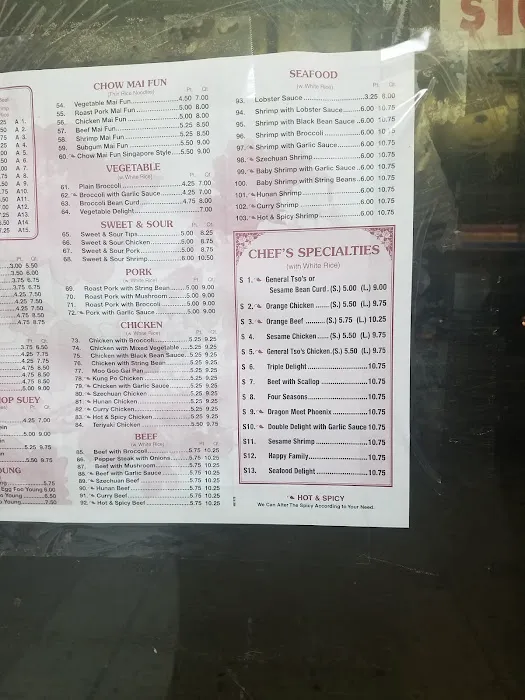 CHOW MAI FUN
(Thin Rice Noodles)
Pt. Qt.
54. Vegetable Mai Fun 4.50 7.00
55. Roast Pork Mai Fun 5.00 8.00
56. Chicken Mai Fun 5.00 8.00
57. Beef Mai Fun 5.25 8.50
58. Shrimp Mai Fun 5.25 8.50
59. Subgum Mai Fun 5.50 9.00
60. Chow Mai Fun Singapore Style 5.50 9.00
VEGETABLE
(w. White Rice)
Pt. Qt.
61. Plain Broccoli 4.25 7.00
62. Broccoli with Garlic Sauce 4.25 7.00
63. Broccoli Bean Curd 4.75 8.00
64. Vegetable Delight 7.00
SWEET & SOUR
65. Sweet & Sour Tips 5.00 8.25
66. Sweet & Sour Chicken 5.00 8.75
67. Sweet & Sour Pork 5.00 8.75
68. Sweet & Sour Shrimp 6.00 10.50
PORK
(w. White Rice)
Pt. Qt.
69. Roast Pork with String Bean 5.00 9.00
70. Roast Pork with Mushroom 5.00 9.00
71. Roast Pork with Broccoli 5.00 9.00
72. Pork with Garlic Sauce 5.00 9.00
CHICKEN
(w. White Rice)
Pt. Qt.
73. Chicken with Broccoli 5.25 9.25
74. Chicken with Mixed Vegetable 5.25 9.25
75. Chicken with Black Bean Sauce 5.25 9.25
76. Chicken with String Bean 5.25 9.25
77. Moo Goo Gai Pan 5.25 9.25
78. Kung Po Chicken 5.25 9.25
79. Chicken with Garlic Sauce 5.25 9.25
80. Szechuan Chicken 5.25 9.25
81. Hunan Chicken 5.25 9.25
82. Curry Chicken 5.25 9.25
83. Hot & Spicy Chicken 5.25 9.25
84. Teriyaki Chicken 5.50 9.75
BEEF
(w. White Rice)
Pt. Qt.
85. Beef with Broccoli 5.75 10.25
86. Pepper Steak with Onions 5.75 10.25
87. Beef with Mushroom 5.75 10.25
88. Beef with Garlic Sauce 5.75 10.25
89. Szechuan Beef 5.75 10.25
90. Hunan Beef 5.75 10.25
91. Curry Beef 5.75 10.25
92. Hot & Spicy Beef 5.75 10.25
SEAFOOD
(w. White Rice)
Pt. Qt.
93. Lobster Sauce 3.25 6.00
94. Shrimp with Lobster Sauce 6.00 10.75
95. Shrimp with Black Bean Sauce 6.00 10.75
96. Shrimp with Broccoli 6.00
97. Shrimp with Garlic Sauce 6.00 10.75
98. Szechuan Shrimp 6.00 10.75
99. Baby Shrimp with Garlic Sauce 6.00 10.75
100. Baby Shrimp with String Beans 6.00 10.75
101. Hunan Shrimp 6.00 10.75
102. Curry Shrimp 6.00 10.75
103. Hot & Spicy Shrimp 6.00 10.75
CHEF'S SPECIALTIES
(with White Rice)
S 1. General Tso's or
Sesame Bean Curd (S.) 5.00 (L.) 9.00
S 2. Orange Chicken (S.) 5.50 (L.) 9.75
S 3. Orange Beef (S.) 5.75 (L.) 10.25
S 4. Sesame Chicken (S.) 5.50 (L.) 9.75
S 5. General Tso's Chicken (S.) 5.50 (L.) 9.75
S 6. Triple Delight 10.75
S 7. Beef with Scallop 10.75
S 8. Four Seasons 10.75
S 9. Dragon Meet Phoenix 10.75
S10. Double Delight with Garlic Sauce 10.75
S11. Sesame Shrimp 10.75
S12. Happy Family 10.75
S13. Seafood Delight 10.75
HOT & SPICY
We Can Alter The Spicy According to Your Need.